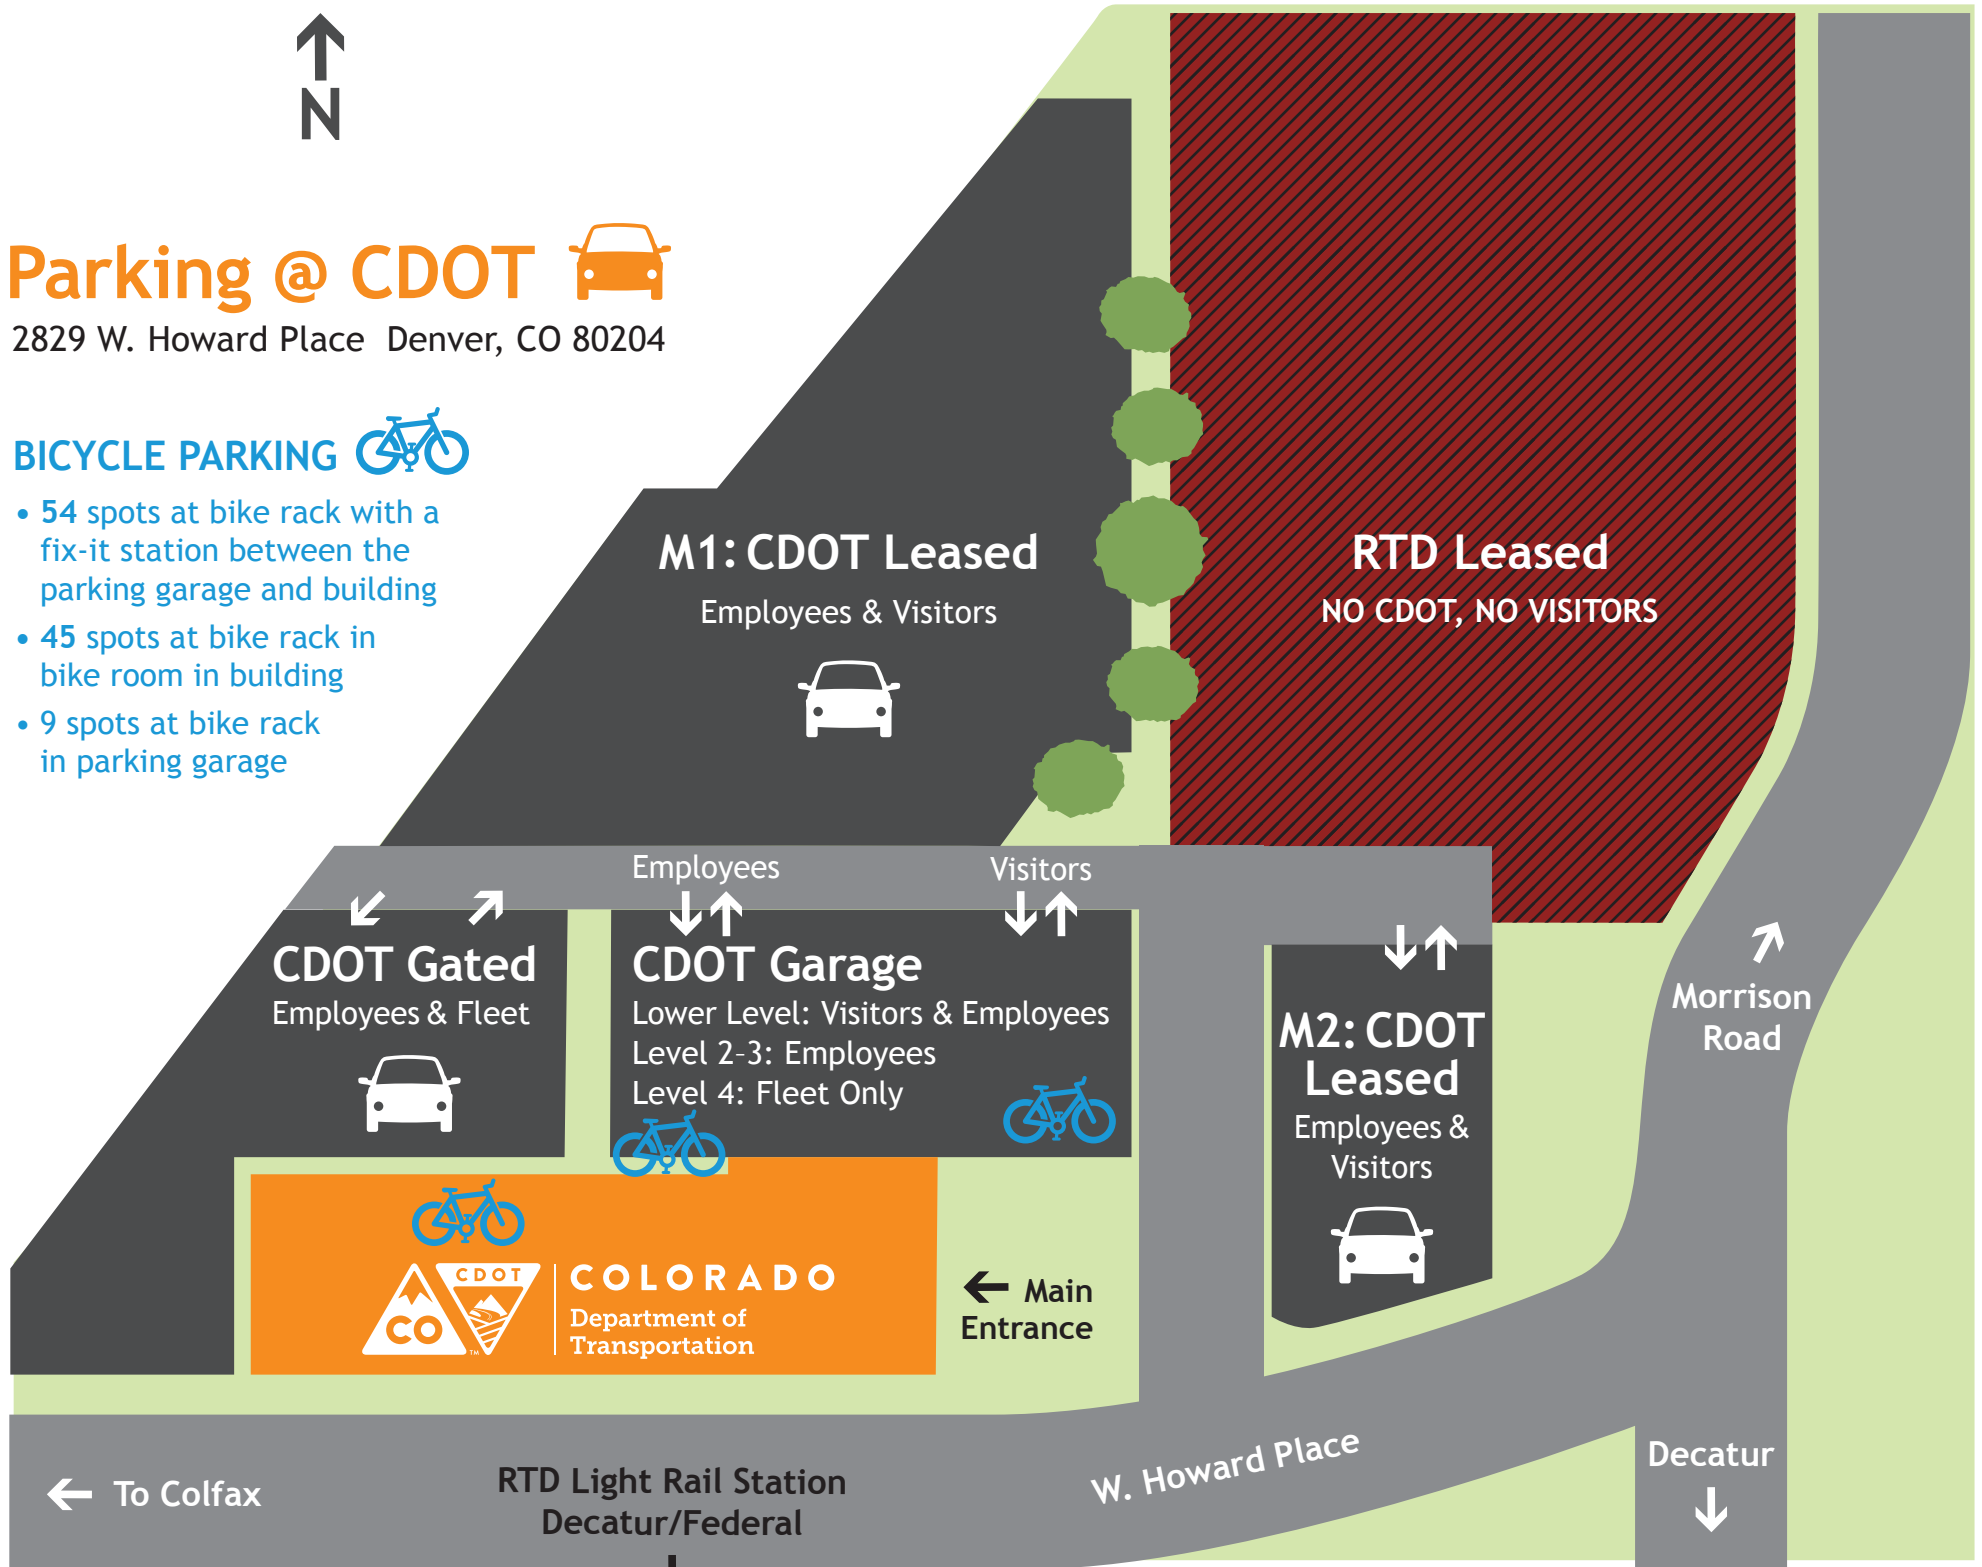 N
Parking @ CDOT
2829 W. Howard Place Denver, CO 80204
BICYCLE PARKING
• 54 spots at bike rack with a
fix-it station between the
parking garage and building
• 45 spots at bike rack in
bike room in building
• 9 spots at bike rack
in parking garage
M1: CDOT Leased
Employees & Visitors
RTD Leased
NO CDOT, NO VISITORS
Employees
Visitors
CDOT Gated
Employees & Fleet
CDOT Garage
Lower Level: Visitors & Employees
Level 2–3: Employees
Level 4: Fleet Only
M2: CDOT
Leased
Employees &
Visitors
Morrison
Road
CO
CDOT
TM
COLORADO
Department of
Transportation
Main
Entrance
To Colfax
RTD Light Rail Station
Decatur/Federal
W. Howard Place
Decatur